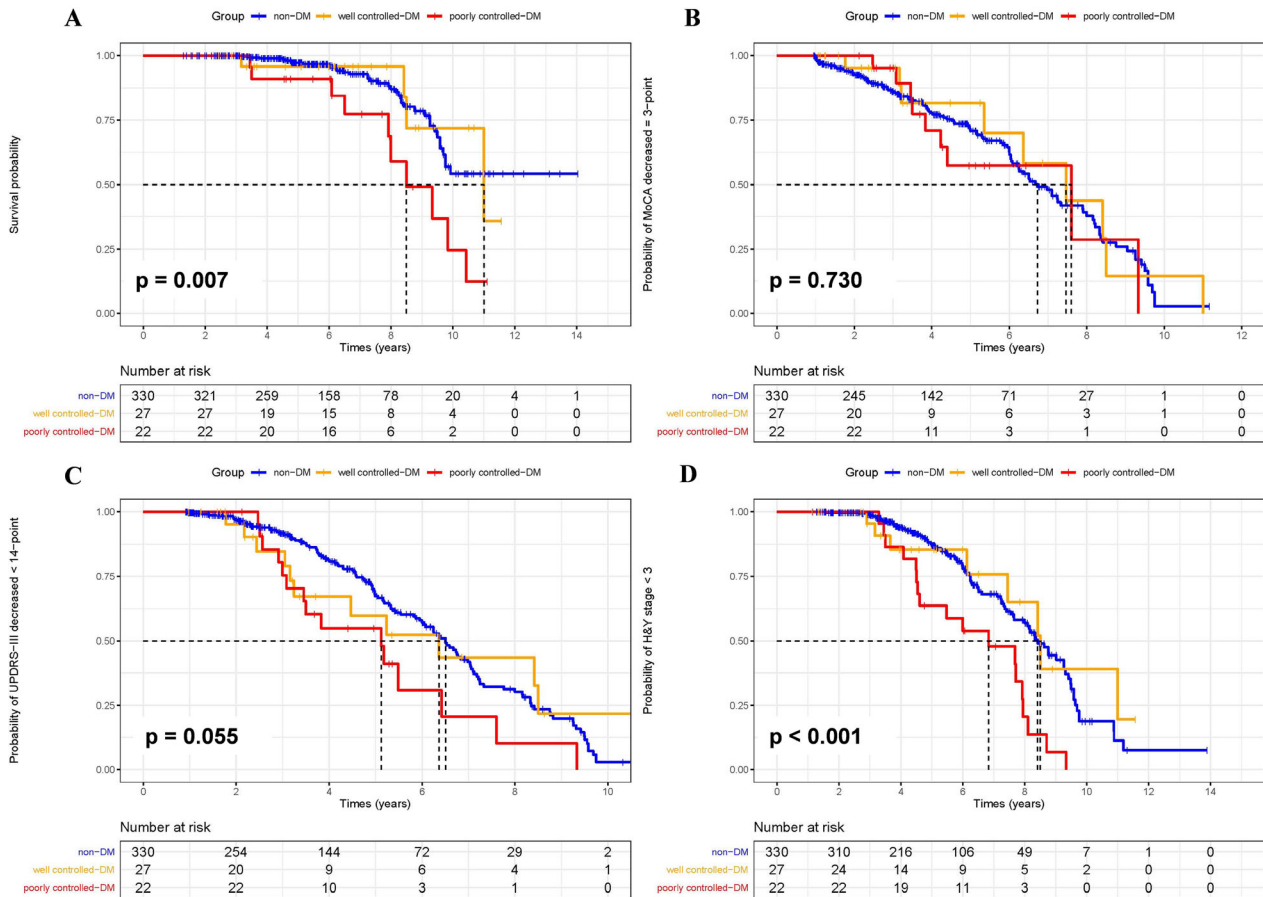 A
Group non-DM well controlled-DM poorly controlled-DM
Survival probability
1.00
0.75
0.50
0.25
0.00
p = 0.007
0 2 4 6 8 10 12 14
Times (years)
Number at risk
non-DM 330 321 259 158 78 20 4 1
well controlled-DM 27 27 19 15 8 4 0 0
poorly controlled-DM 22 22 20 16 6 2 0 0
B
Group non-DM well controlled-DM poorly controlled-DM
Probability of MoCA decreased = 3-point
1.00
0.75
0.50
0.25
0.00
p = 0.730
0 2 4 6 8 10 12
Times (years)
Number at risk
non-DM 330 245 142 71 27 1 0
well controlled-DM 27 20 9 6 3 1 0
poorly controlled-DM 22 22 11 3 1 0 0
C
Group non-DM well controlled-DM poorly controlled-DM
Probability of UPDRS-III decreased < 14-point
1.00
0.75
0.50
0.25
0.00
p = 0.055
0 2 4 6 8 10
Times (years)
Number at risk
non-DM 330 254 144 72 29 2
well controlled-DM 27 20 9 6 4 1
poorly controlled-DM 22 22 10 3 1 0
D
Group non-DM well controlled-DM poorly controlled-DM
Probability of H&Y stage < 3
1.00
0.75
0.50
0.25
0.00
p < 0.001
0 2 4 6 8 10 12 14
Times (years)
Number at risk
non-DM 330 310 216 106 49 7 1 0
well controlled-DM 27 24 14 9 5 2 0 0
poorly controlled-DM 22 22 19 11 3 0 0 0